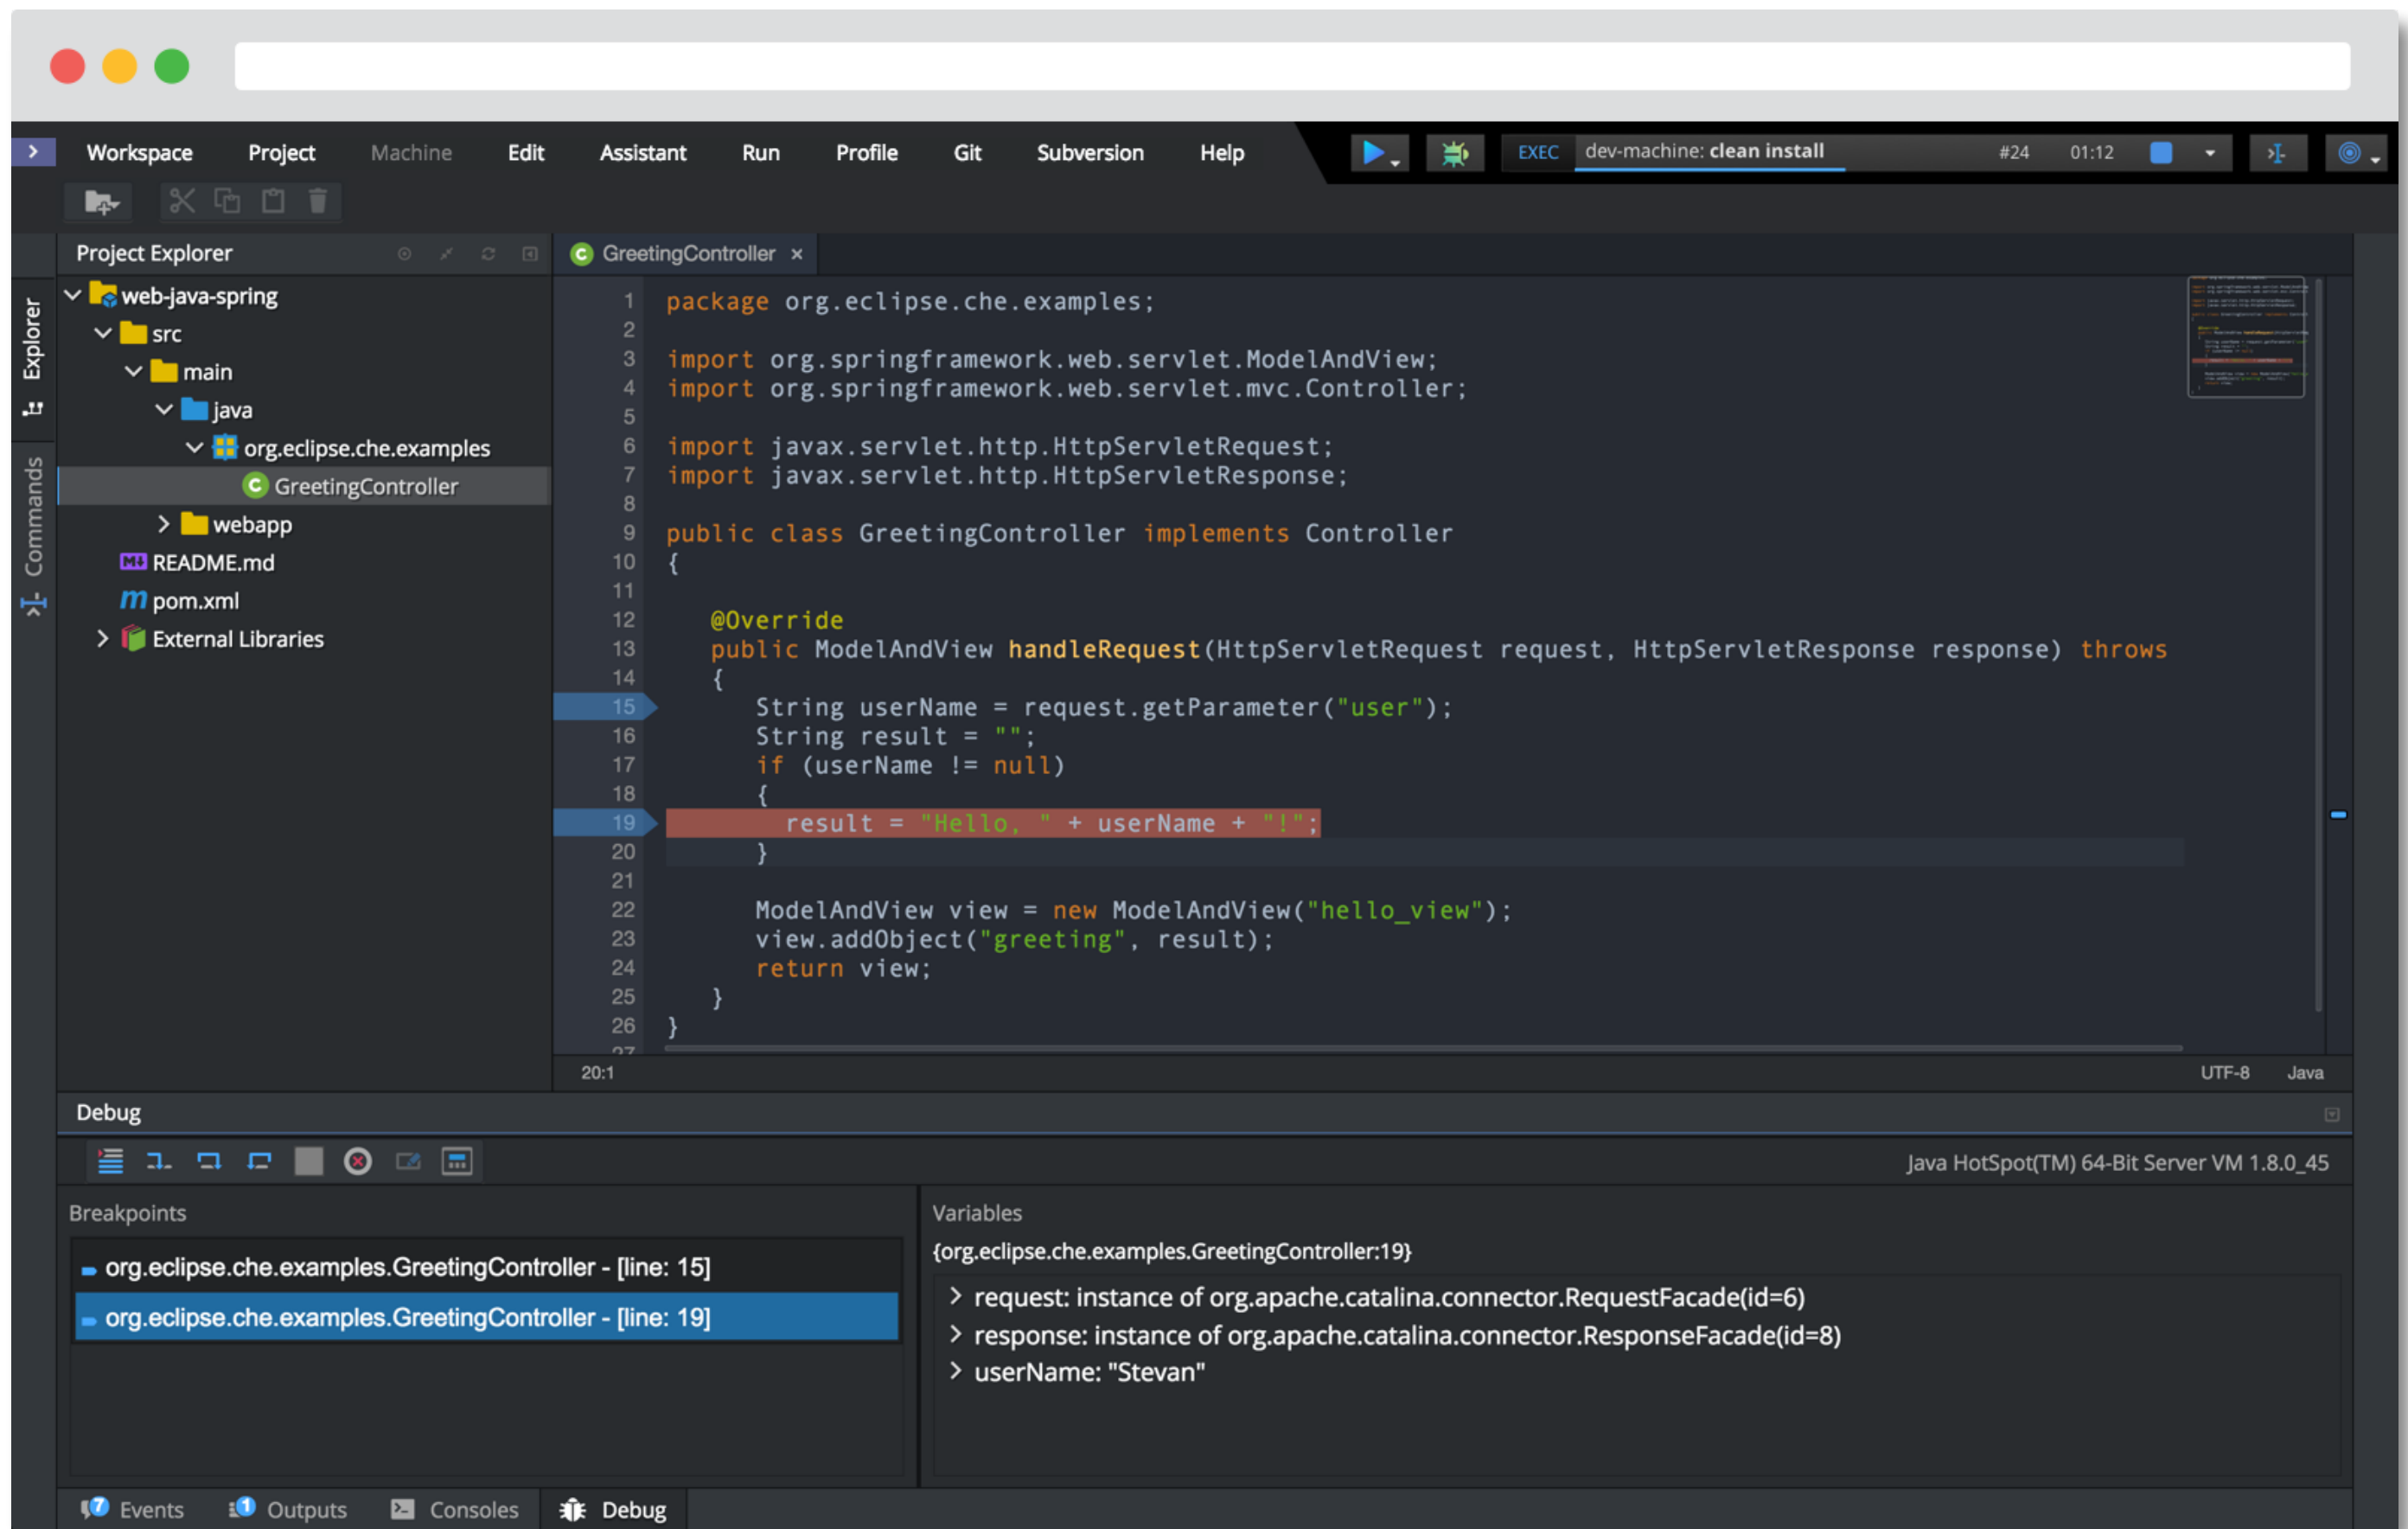 Workspace Project Machine Edit Assistant Run Profile Git Subversion Help EXEC dev-machine: clean install #24 01:12
Project Explorer
Explorer
Commands
web-java-spring
src
main
java
org.eclipse.che.examples
GreetingController
webapp
README.md
pom.xml
External Libraries
GreetingController ×
1 package org.eclipse.che.examples;
2
3 import org.springframework.web.servlet.ModelAndView;
4 import org.springframework.web.servlet.mvc.Controller;
5
6 import javax.servlet.http.HttpServletRequest;
7 import javax.servlet.http.HttpServletResponse;
8
9 public class GreetingController implements Controller
10 {
11
12 @Override
13 public ModelAndView handleRequest(HttpServletRequest request, HttpServletResponse response) throws
14 {
15 String userName = request.getParameter("user");
16 String result = "";
17 if (userName != null)
18 {
19 result = "Hello, " + userName + "!";
20 }
21
22 ModelAndView view = new ModelAndView("hello_view");
23 view.addObject("greeting", result);
24 return view;
25 }
26 }
27
20:1 UTF-8 Java
Debug
Java HotSpot(TM) 64-Bit Server VM 1.8.0_45
Breakpoints
org.eclipse.che.examples.GreetingController - [line: 15]
org.eclipse.che.examples.GreetingController - [line: 19]
Variables
{org.eclipse.che.examples.GreetingController:19}
request: instance of org.apache.catalina.connector.RequestFacade(id=6)
response: instance of org.apache.catalina.connector.ResponseFacade(id=8)
userName: "Stevan"
7 Events 1 Outputs Consoles Debug